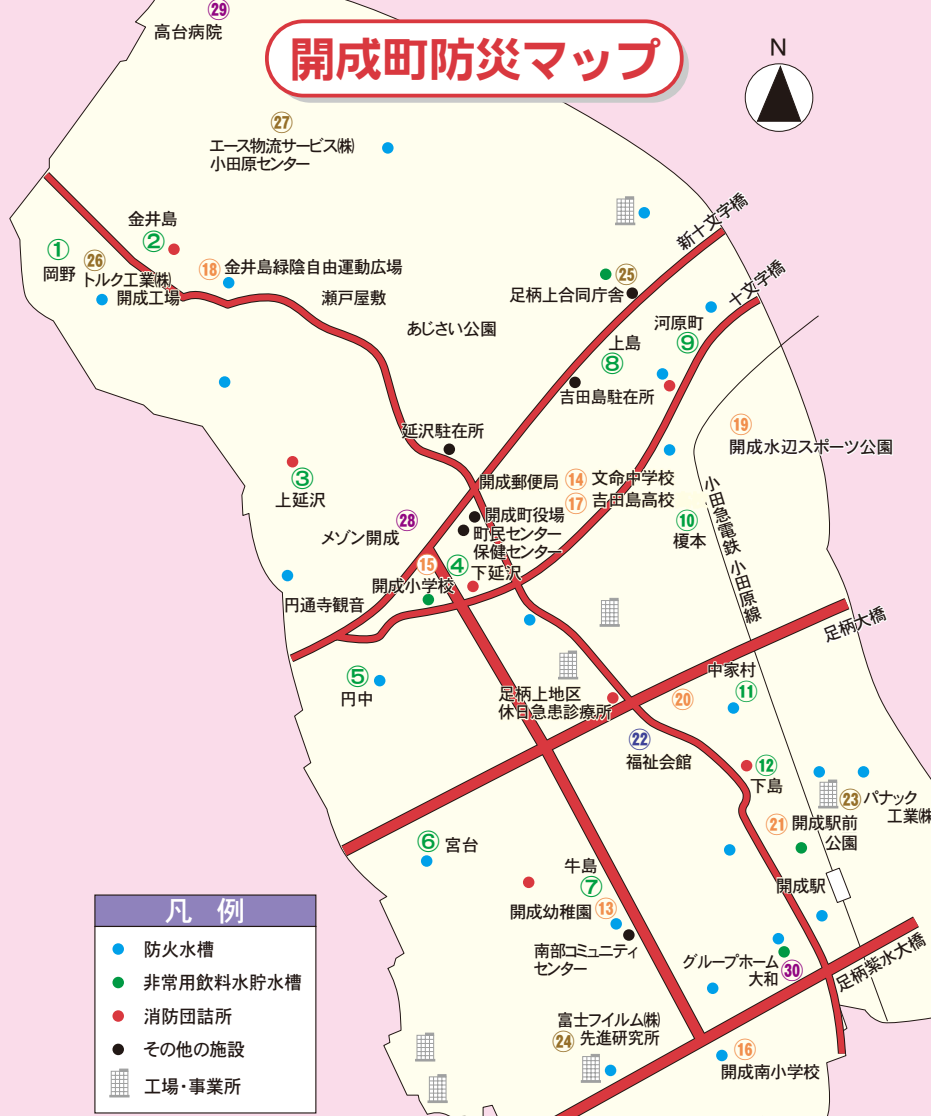 ㉙
高台病院
開成町防災マップ
N
㉗
エース物流サービス㈱
小田原センター
新十文字橋
金井島
②
①
岡野
㉖
トルク工業㈱
開成工場
⑱
金井島緑陰自由運動広場
瀬戸屋敷
あじさい公園
㉕
足柄上合同庁舎
十文字橋
河原町
⑨
上島
⑧
吉田島駐在所
⑲
開成水辺スポーツ公園
延沢駐在所
③
上延沢
開成郵便局
⑭
文命中学校
⑰
吉田島高校
小田急電鉄 小田原線
⑩
榎本
㉘
メゾン開成
開成町役場
町民センター
保健センター
⑮
開成小学校
④
下延沢
円通寺観音
足柄大橋
⑤
円中
中家村
⑪
⑳
足柄上地区
休日急患診療所
㉒
福祉会館
⑫
下島
㉓
パナック
工業㈱
㉑
開成駅前
公園
⑥
宮台
牛島
⑦
開成駅
開成幼稚園
⑬
南部コミュニティ
センター
グループホーム
大和
㉚
足柄紫水大橋
富士フイルム㈱
先進研究所
㉔
⑯
開成南小学校
凡 例
防火水槽
非常用飲料水貯水槽
消防団詰所
その他の施設
工場・事業所